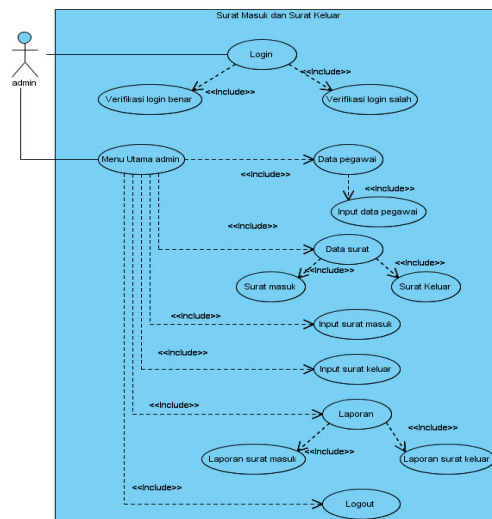 Surat Masuk dan Surat Keluar
admin
Login
<<Include>>
<<Include>>
Verifikasi login benar
Verifikasi login salah
Menu Utama admin
Data pegawai
<<Include>>
<<Include>>
Input data pegawai
<<Include>>
Data surat
<<Include>>
<<Include>>
Surat masuk
Surat Keluar
<<Include>>
Input surat masuk
<<Include>>
Input surat keluar
<<Include>>
Laporan
<<Include>>
<<Include>>
Laporan surat masuk
Laporan surat keluar
<<Include>>
Logout